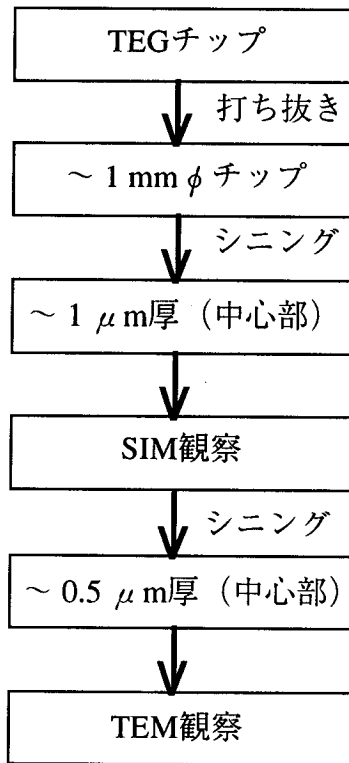 TEGチップ
打ち抜き
～ 1 mm φ チップ
シニング
～ 1 μm厚（中心部）
SIM観察
シニング
～ 0.5 μm厚（中心部）
TEM観察